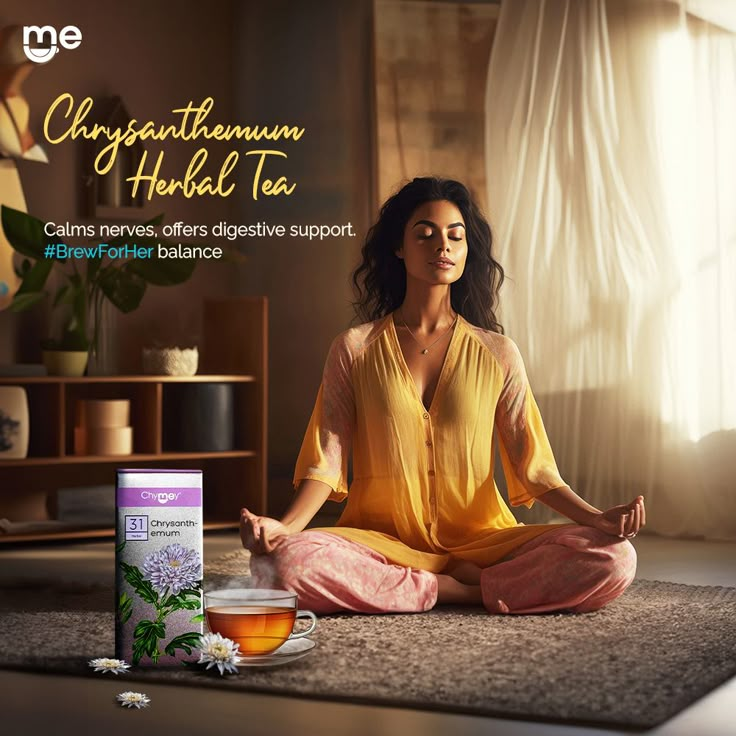 me
Chrysanthemum
Herbal Tea
Calms nerves, offers digestive support.
#BrewForHer balance
Chymey
31
Chrysanth-
emum